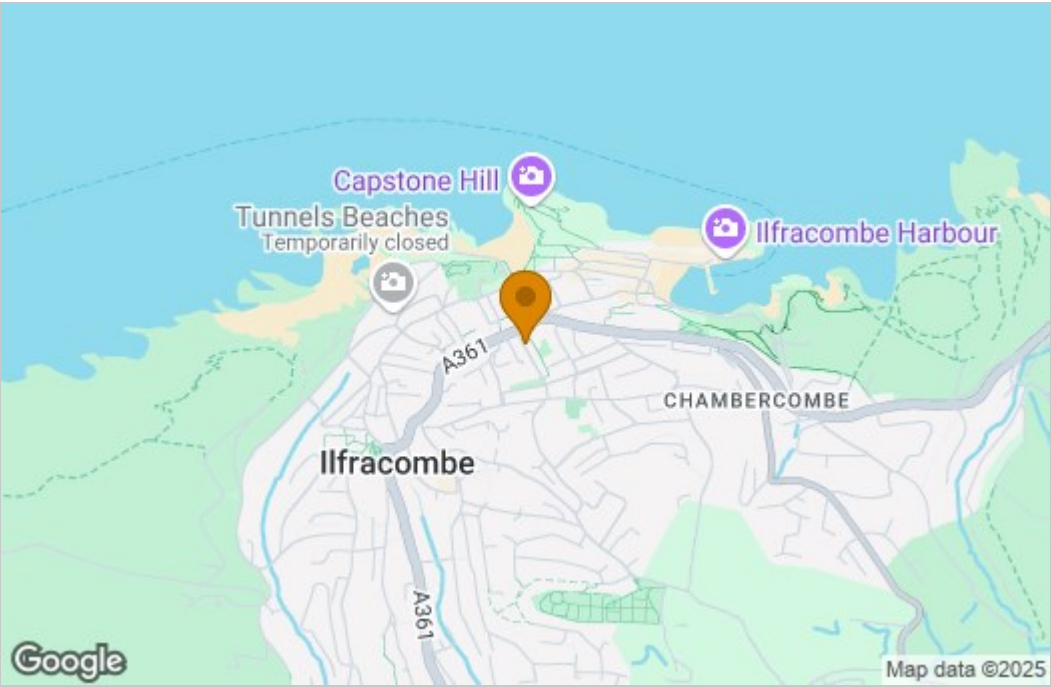 Capstone Hill
Tunnels Beaches
Temporarily closed
Ilfracombe Harbour
A361
CHAMBERCOMBE
Ilfracombe
A361
Google
Map data ©2025